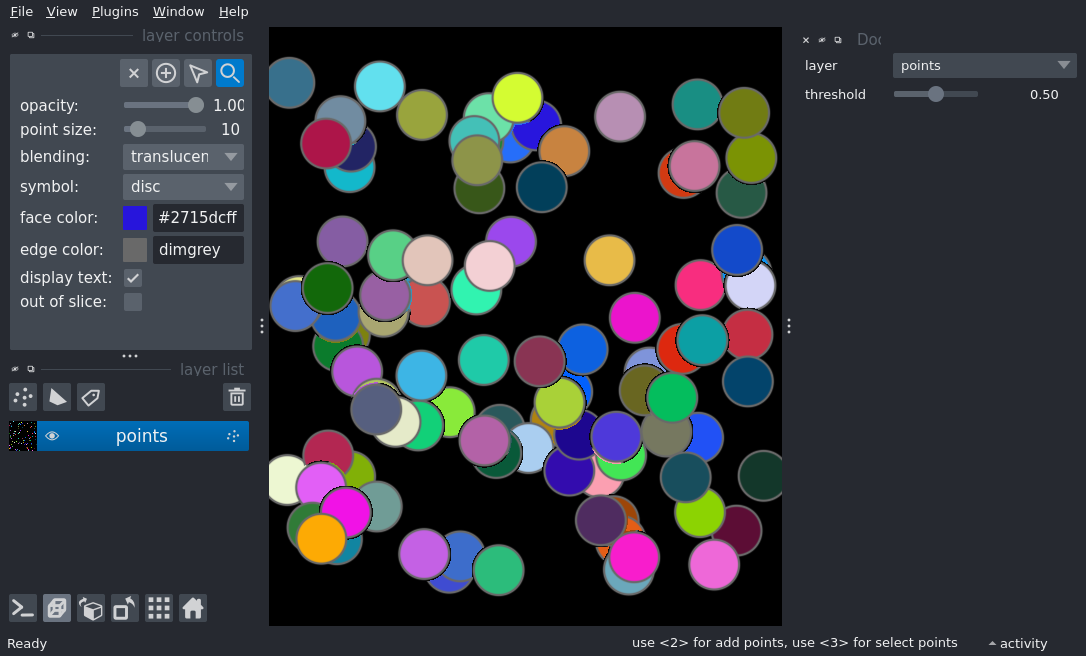 File View Plugins Window Help
layer controls
opacity: 1.00
point size: 10
blending: translucen
symbol: disc
face color: #2715dcff
edge color: dimgrey
display text:
out of slice:
layer list
points
Ready
layer points
threshold 0.50
use <2> for add points, use <3> for select points
activity